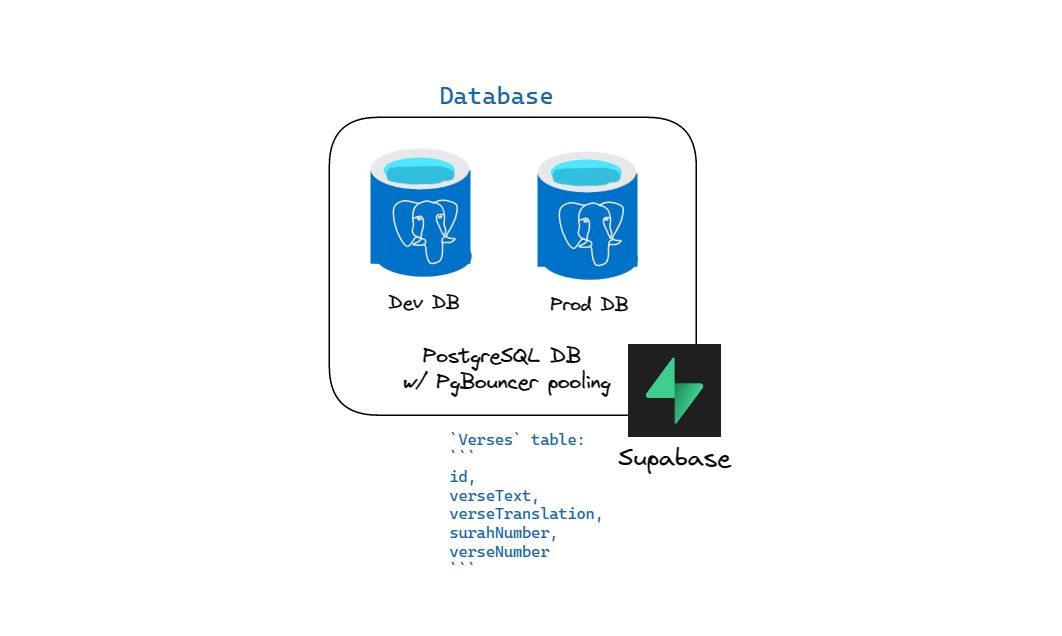 Database
Dev DB
Prod DB
PostgreSQL DB
w/ PgBouncer pooling
Supabase
`Verses` table:
```
id,
verseText,
verseTranslation,
surahNumber,
verseNumber
```